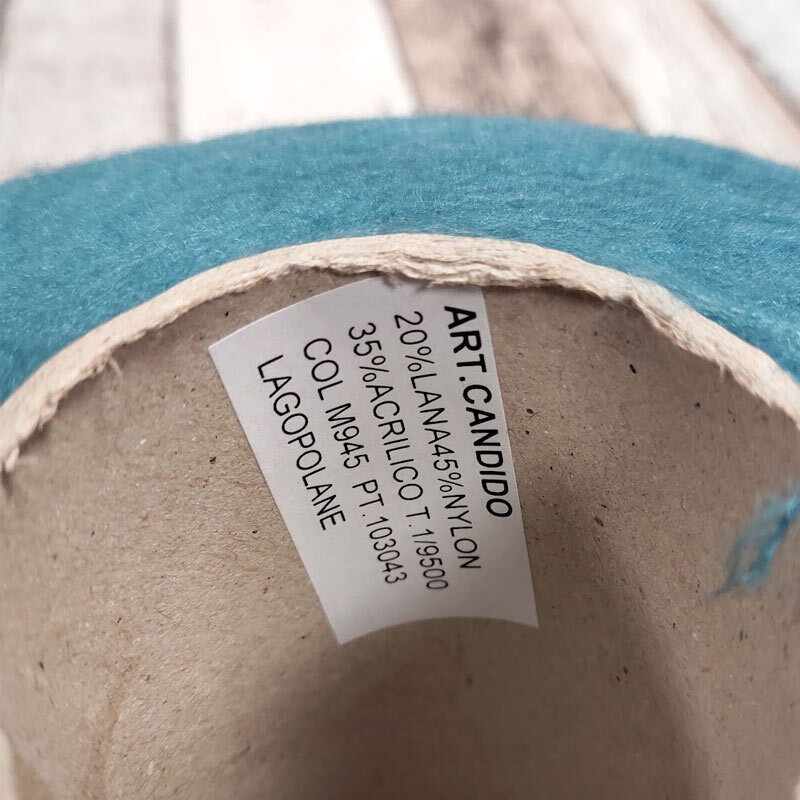 ART.CANDIDO
20%LANA45%NYLON
35%ACRILICO T.1/9500
COL M945 PT.103043
LAGOPOLANE